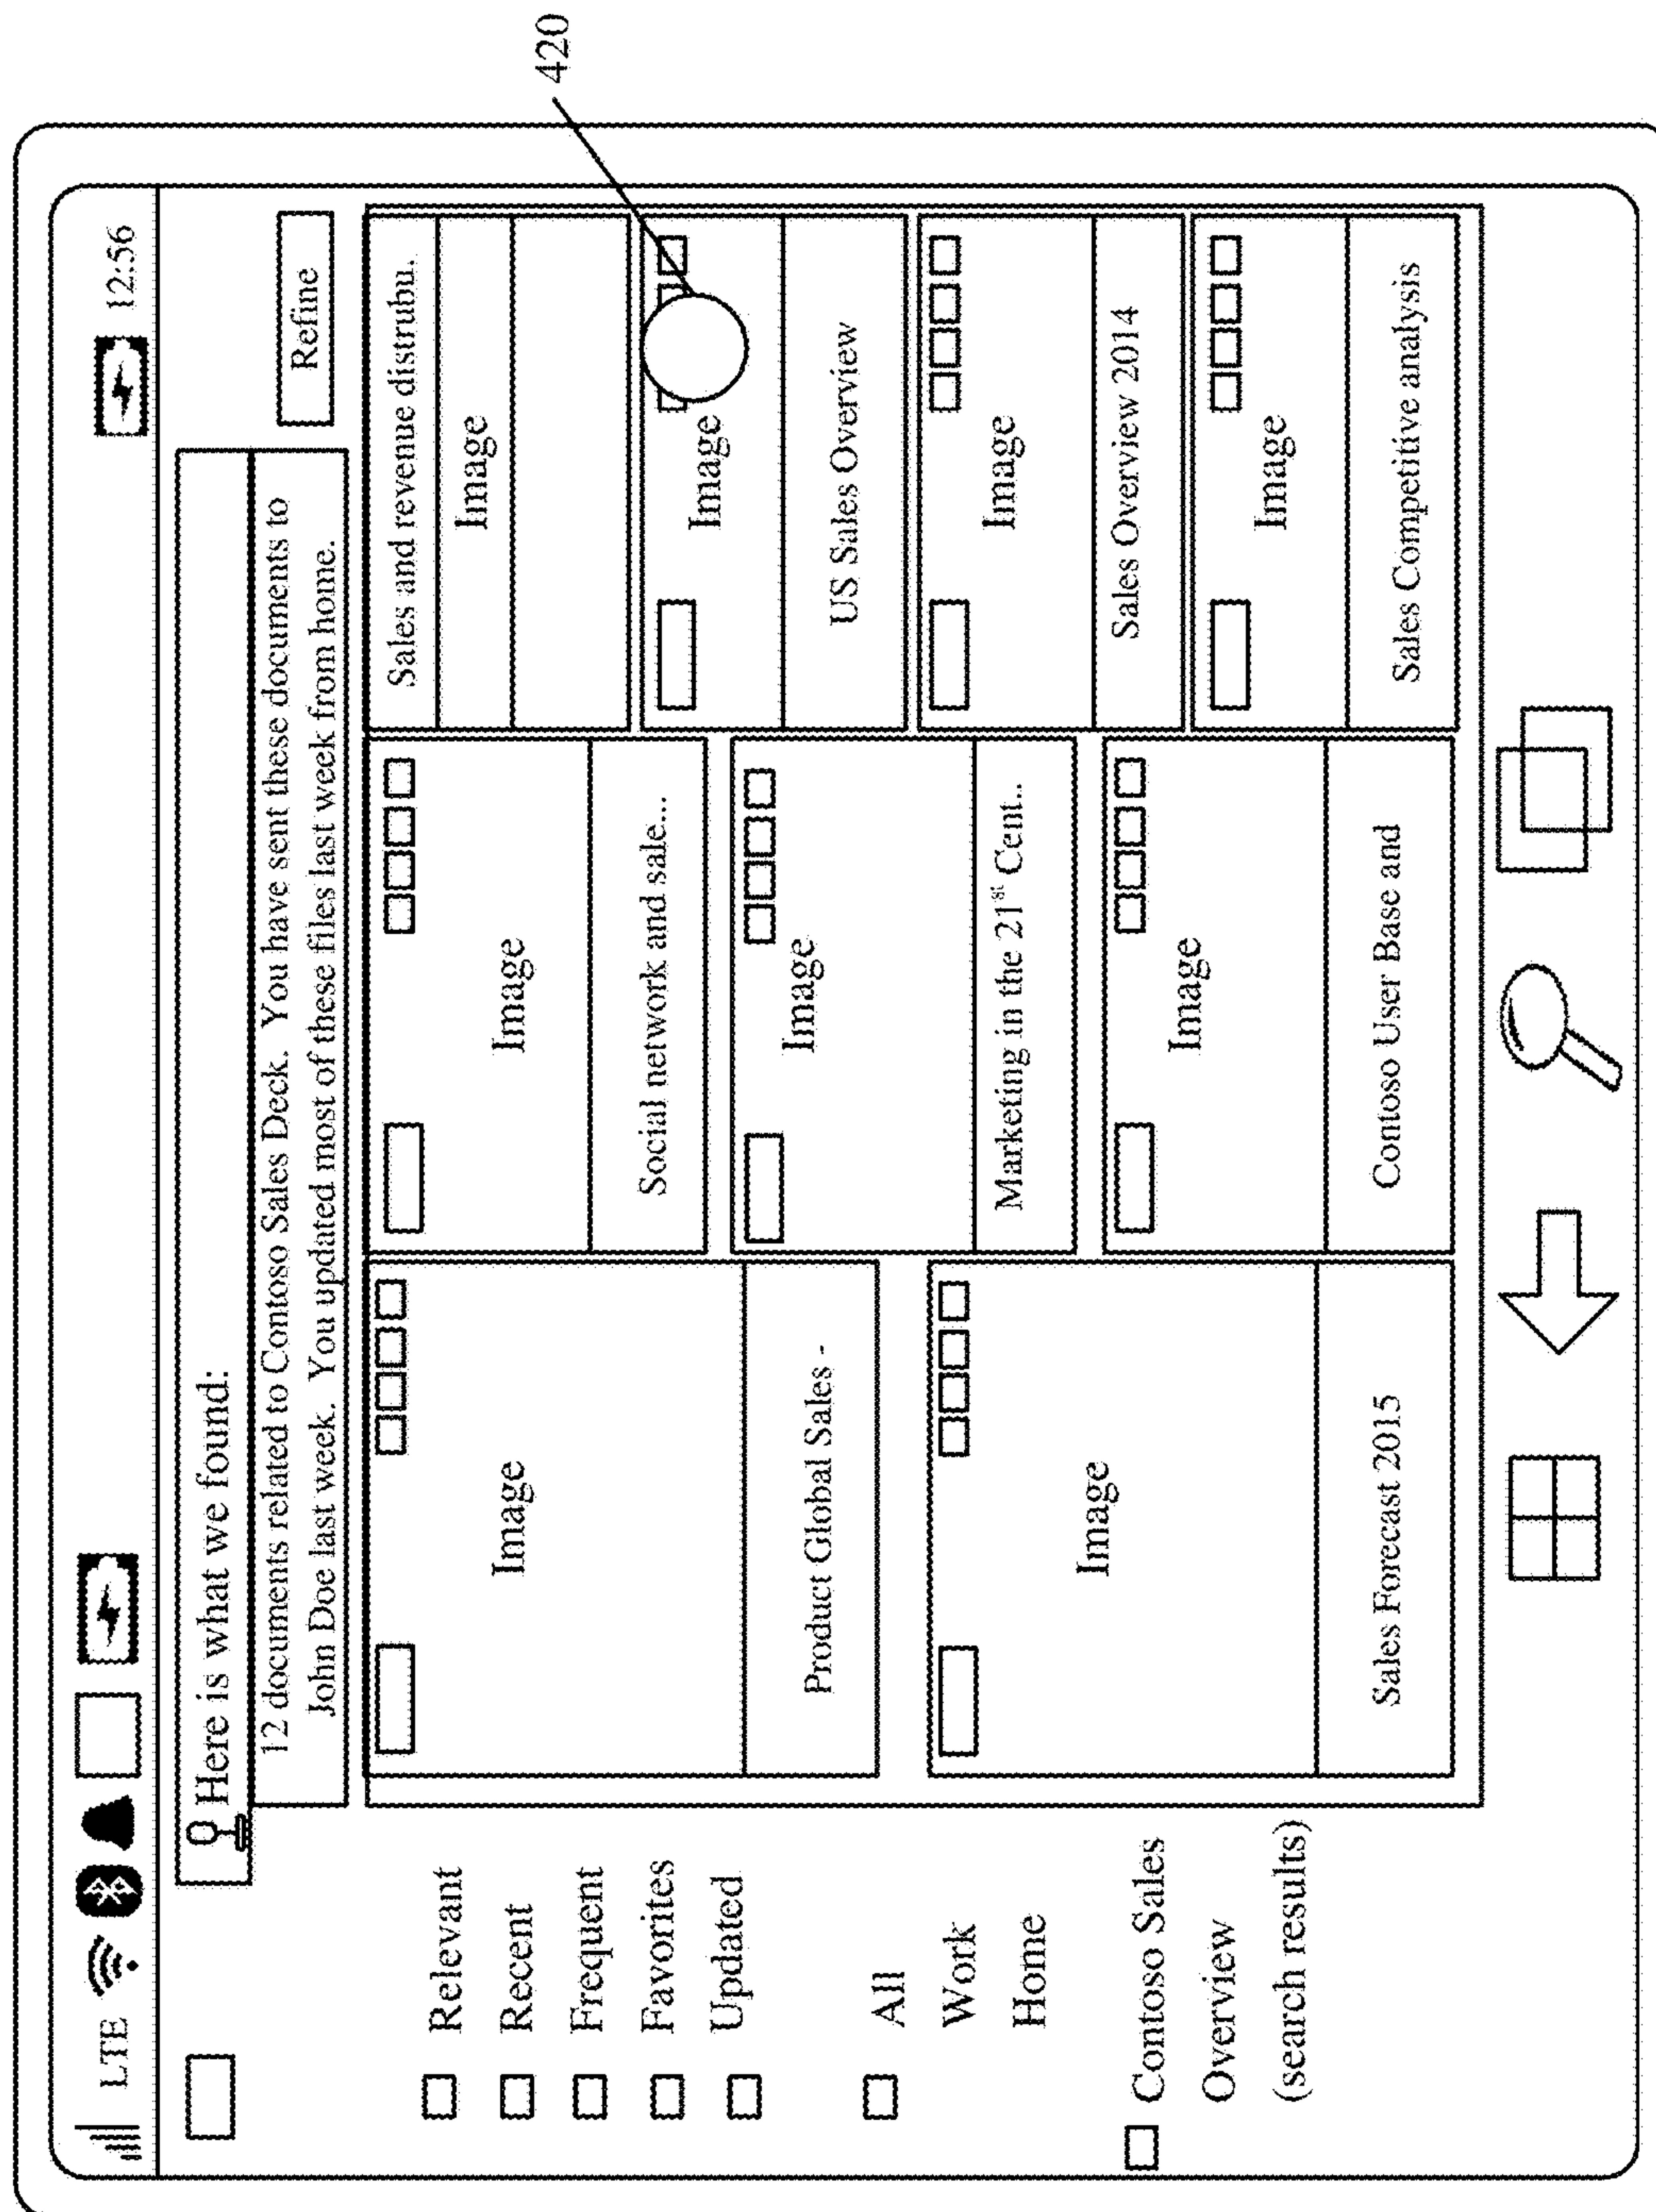 LTE
12:56
Here is what we found:
Refine
12 documents related to Contoso Sales Deck. You have sent these documents to
John Doe last week. You updated most of these files last week from home.
Relevant
Recent
Frequent
Favorites
Updated
All
Work
Home
Contoso Sales
Overview
(search results)
Image
Product Global Sales -
Image
Sales Forecast 2015
Image
Social network and sale...
Image
Marketing in the 21st Cent..
Image
Contoso User Base and
Sales and revenue distrubu.
Image
Image
US Sales Overview
Image
Sales Overview 2014
Image
Sales Competitive analysis
420